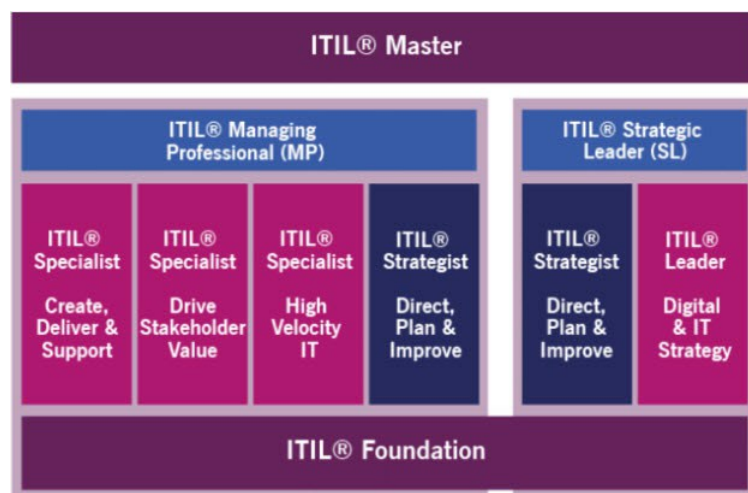 ITIL® Master
ITIL® Managing
Professional (MP)
ITIL® Strategic
Leader (SL)
ITIL®
Specialist
Create,
Deliver &
Support
ITIL®
Specialist
Drive
Stakeholder
Value
ITIL®
Specialist
High
Velocity
IT
ITIL®
Strategist
Direct,
Plan &
Improve
ITIL®
Strategist
Direct,
Plan &
Improve
ITIL®
Leader
Digital
& IT
Strategy
ITIL® Foundation